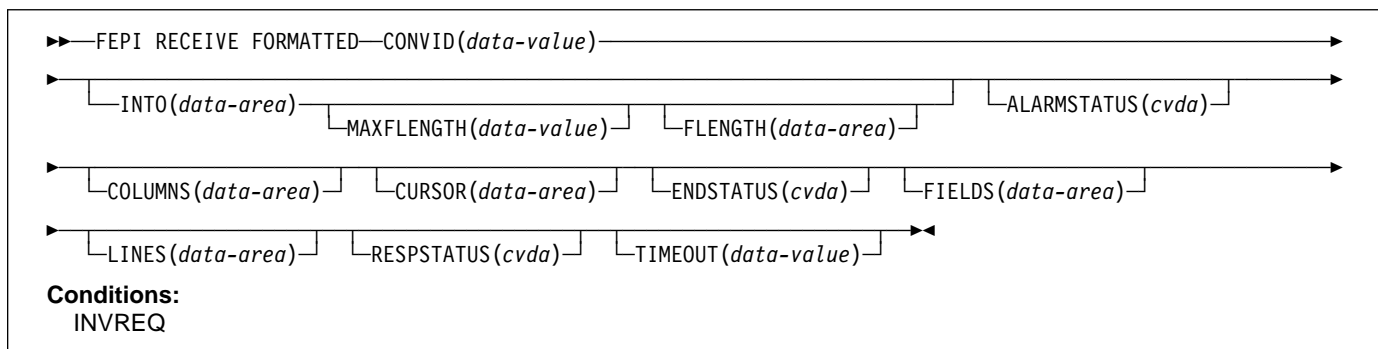 FEPI RECEIVE FORMATTED CONVID(data-value)
INTO(data-area) ALARMSTATUS(cvda)
MAXFLENGTH(data-value) FLENGTH(data-area)
COLUMNS(data-area) CURSOR(data-area) ENDSTATUS(cvda) FIELDS(data-area)
LINES(data-area) RESPSTATUS(cvda) TIMEOUT(data-value)
Conditions:
INVREQ